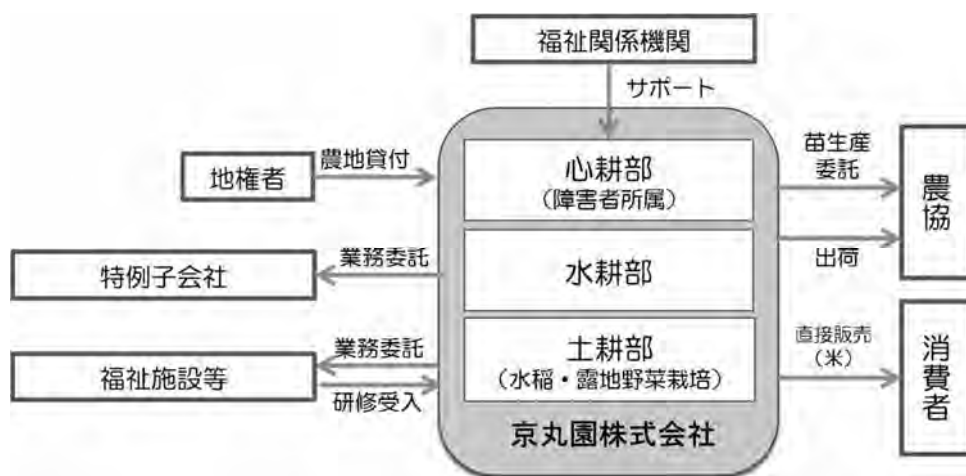 福祉関係機関
サポート
地権者
農地貸付
心耕部
（障害者所属）
苗生産
委託
農協
出荷
特例子会社
業務委託
水耕部
福祉施設等
業務委託
研修受入
土耕部
（水稲・露地野菜栽培）
直接販売
（米）
消費者
京丸園株式会社